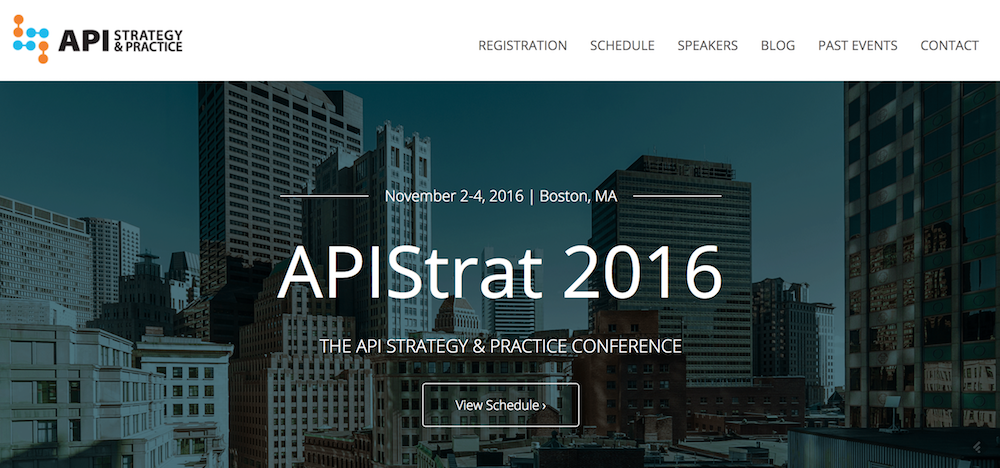 API STRATEGY
& PRACTICE
REGISTRATION SCHEDULE SPEAKERS BLOG PAST EVENTS CONTACT
November 2-4, 2016 | Boston, MA
APIStrat 2016
THE API STRATEGY & PRACTICE CONFERENCE
View Schedule ›